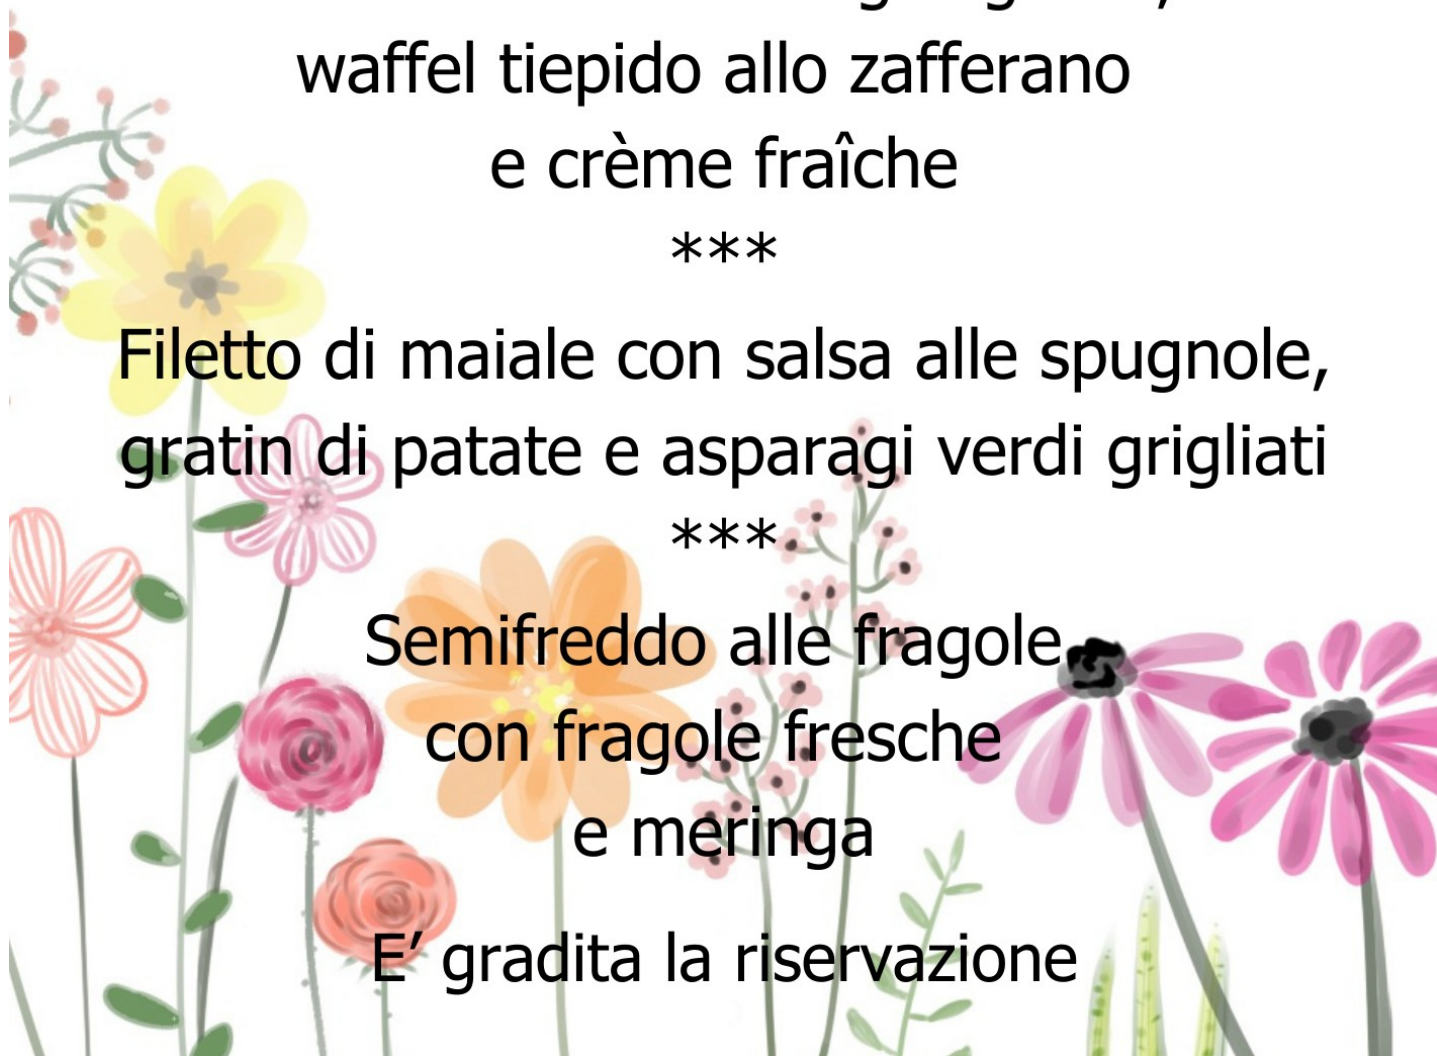 waffel tiepido allo zafferano
e crème fraîche
***
Filetto di maiale con salsa alle spugnole,
gratin di patate e asparagi verdi grigliati
***
Semifreddo alle fragole
con fragole fresche
e meringa
E’ gradita la riservazione